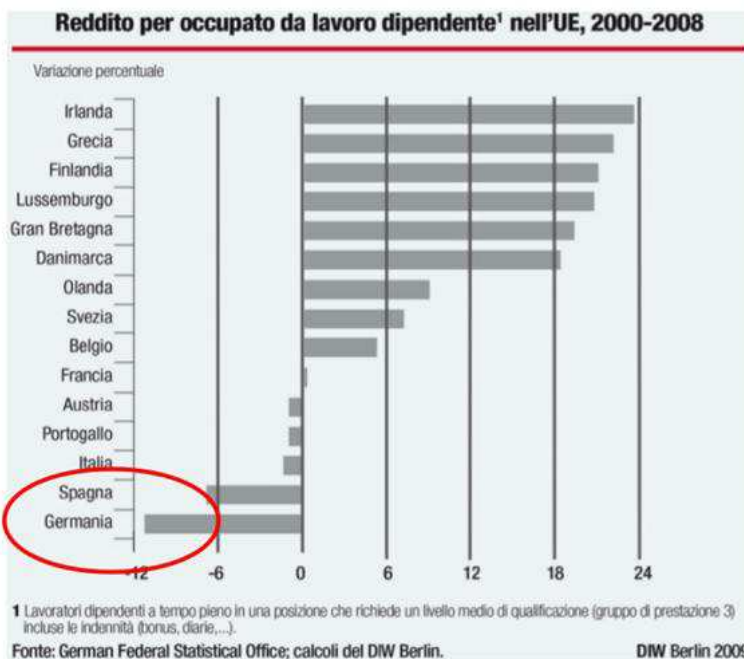 Reddito per occupato da lavoro dipendente¹ nell'UE, 2000-2008
Variazione percentuale
Irlanda
Grecia
Finlandia
Lussemburgo
Gran Bretagna
Danimarca
Olanda
Svezia
Belgio
Francia
Austria
Portogallo
Italia
Spagna
Germania
-12 -6 0 6 12 18 24
1 Lavoratori dipendenti a tempo pieno in una posizione che richiede un livello medio di qualificazione (gruppo di prestazione 3)
incluse le indennità (bonus, diarie,...).
Fonte: German Federal Statistical Office; calcoli del DIW Berlin. DIW Berlin 2009